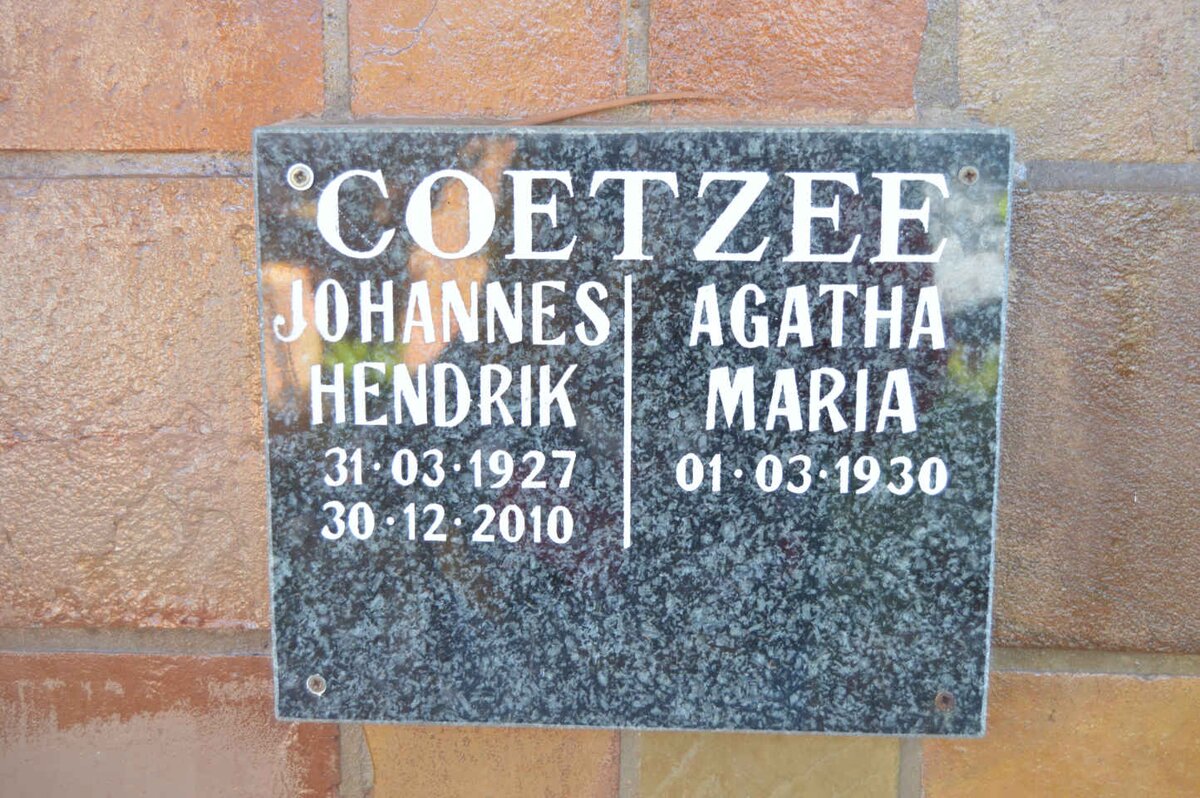 COETZEE
JOHANNES
HENDRIK
31·03·1927
30·12·2010
AGATHA
MARIA
01·03·1930